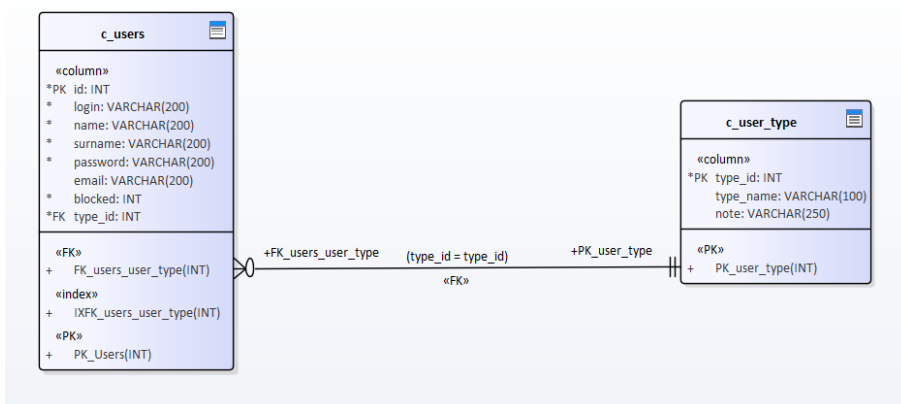 c_users
«column»
*PK id: INT
* login: VARCHAR(200)
* name: VARCHAR(200)
* surname: VARCHAR(200)
* password: VARCHAR(200)
email: VARCHAR(200)
* blocked: INT
*FK type_id: INT
«FK»
+ FK_users_user_type(INT)
«index»
+ IXFK_users_user_type(INT)
«PK»
+ PK_Users(INT)
+FK_users_user_type
(type_id = type_id)
«FK»
+PK_user_type
c_user_type
«column»
*PK type_id: INT
type_name: VARCHAR(100)
note: VARCHAR(250)
«PK»
+ PK_user_type(INT)